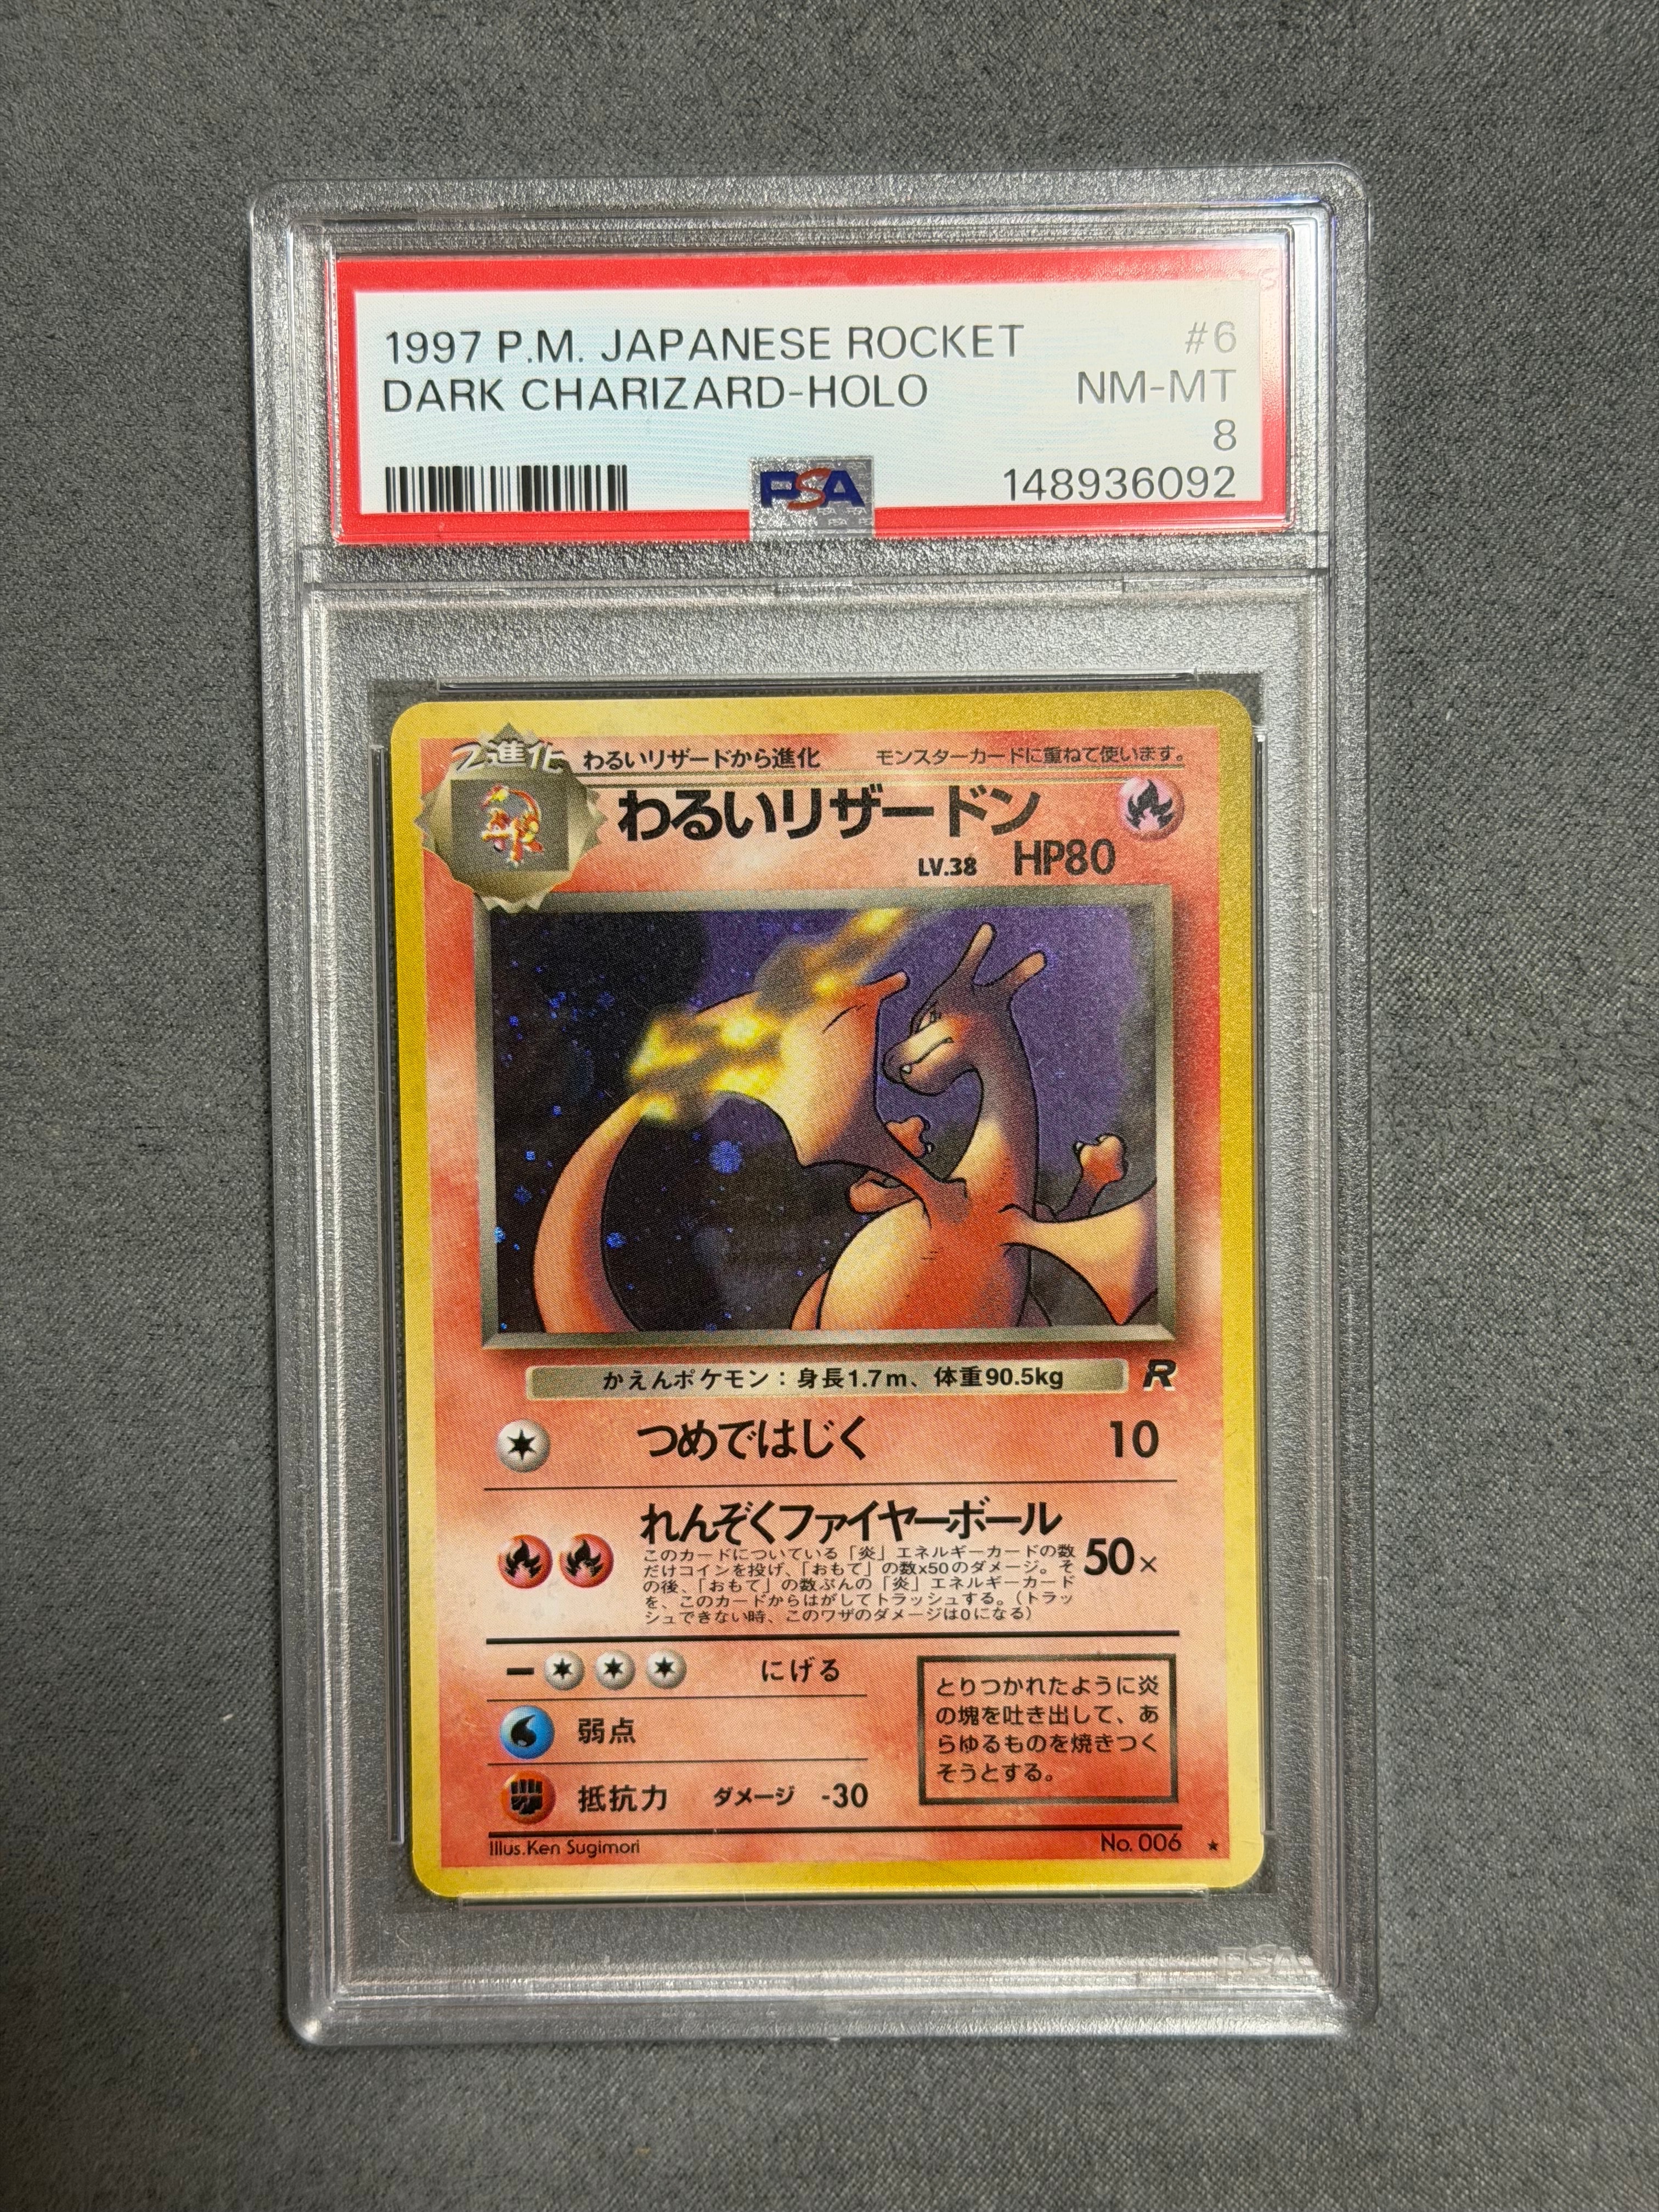 1997 P.M. JAPANESE ROCKET #6
DARK CHARIZARD-HOLO NM-MT
8
PSA 148936092
2進化 わるいリザードから進化 モンスターカードに重ねて使います。
わるいリザードン
LV.38 HP80
かえんポケモン：身長1.7m、体重90.5kg R
つめではじく 10
れんぞくファイヤーボール
このカードについている「炎」エネルギーカードの数
だけコインを投げ、「おもて」の数x50のダメージ。そ
の後、「おもて」の数ぶんの「炎」エネルギーカード
を、このカードからはがしてトラッシュする。（トラッ
シュできない時、このワザのダメージは0になる）
50×
にげる
弱点
抵抗力 ダメージ -30
とりつかれたように炎
の塊を吐き出して、あ
らゆるものを焼きつく
そうとする。
Illus.Ken Sugimori No. 006 ★
PSA